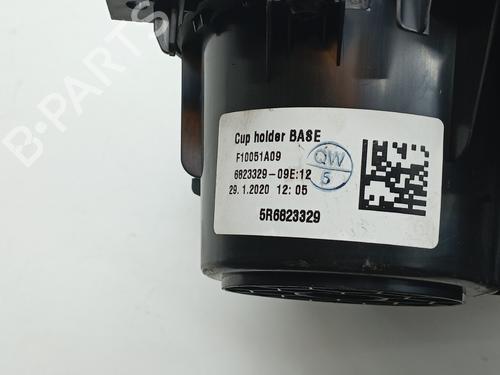 B-PARTS
Cup holder BASE
F10051A09
QW
5
6823329-09E:12
29.1.2020 12:05
5R6823329